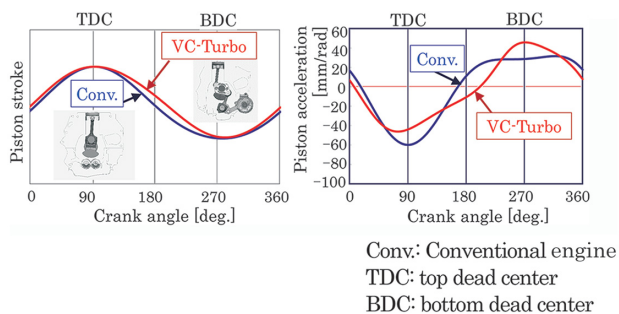 TDC BDC
VC-Turbo
Conv.
Piston stroke
0 90 180 270 360
Crank angle [deg.]
TDC BDC
Piston acceleration
[mm/rad]
60
40
20
0
-20
-40
-60
-80
-100
Conv.
VC-Turbo
0 90 180 270 360
Crank angle [deg.]
Conv.: Conventional engine
TDC: top dead center
BDC: bottom dead center